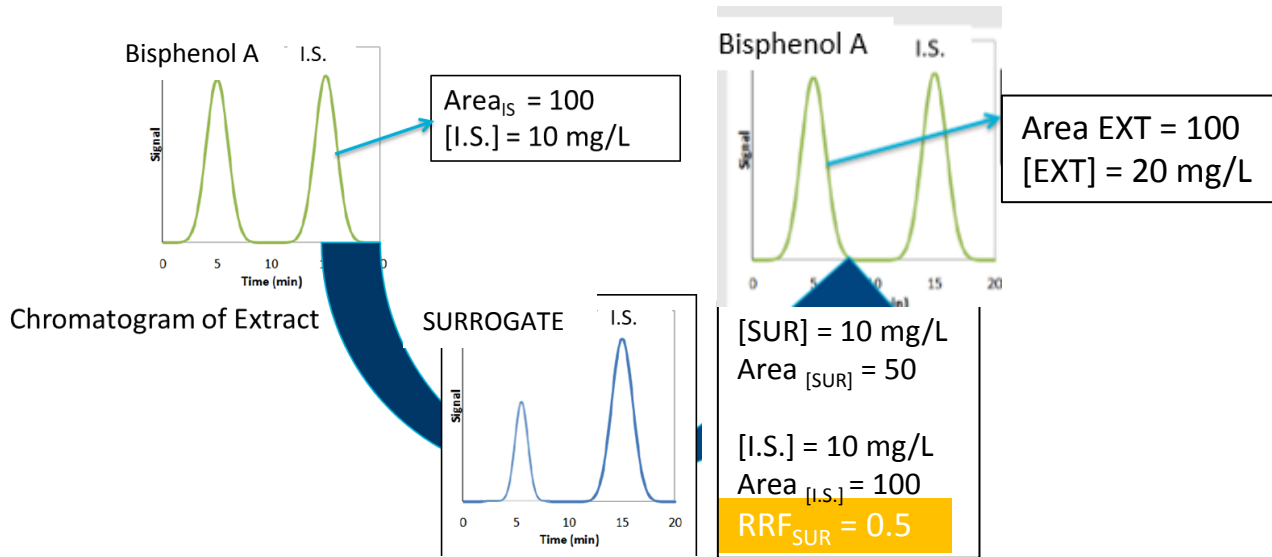 Bisphenol A
I.S.
Signal
0 5 10 0
Time (min)
Area_IS = 100
[I.S.] = 10 mg/L
Bisphenol A
I.S.
Signal
0 15 20
Area EXT = 100
[EXT] = 20 mg/L
Chromatogram of Extract
SURROGATE
I.S.
Signal
0 5 10 15 20
Time (min)
[SUR] = 10 mg/L
Area [SUR] = 50
[I.S.] = 10 mg/L
Area [I.S.] = 100
RRF_SUR = 0.5